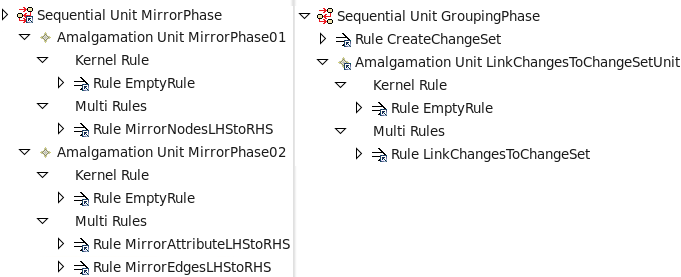 Sequential Unit MirrorPhase
Amalgamation Unit MirrorPhase01
Kernel Rule
Rule EmptyRule
Multi Rules
Rule MirrorNodesLHStoRHS
Amalgamation Unit MirrorPhase02
Kernel Rule
Rule EmptyRule
Multi Rules
Rule MirrorAttributeLHStoRHS
Rule MirrorEdgesLHStoRHS
Sequential Unit GroupingPhase
Rule CreateChangeSet
Amalgamation Unit LinkChangesToChangeSetUnit
Kernel Rule
Rule EmptyRule
Multi Rules
Rule LinkChangesToChangeSet